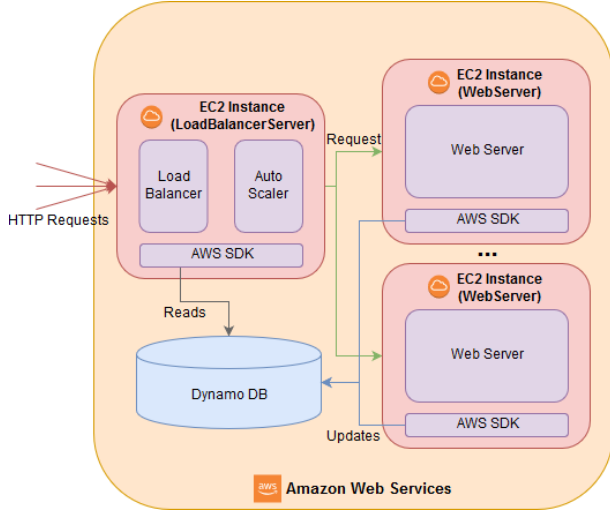 EC2 Instance
(LoadBalancerServer)
Load
Balancer
Auto
Scaler
AWS SDK
HTTP Requests
Request
EC2 Instance
(WebServer)
Web Server
AWS SDK
...
EC2 Instance
(WebServer)
Web Server
AWS SDK
Reads
Dynamo DB
Updates
aws
Amazon Web Services